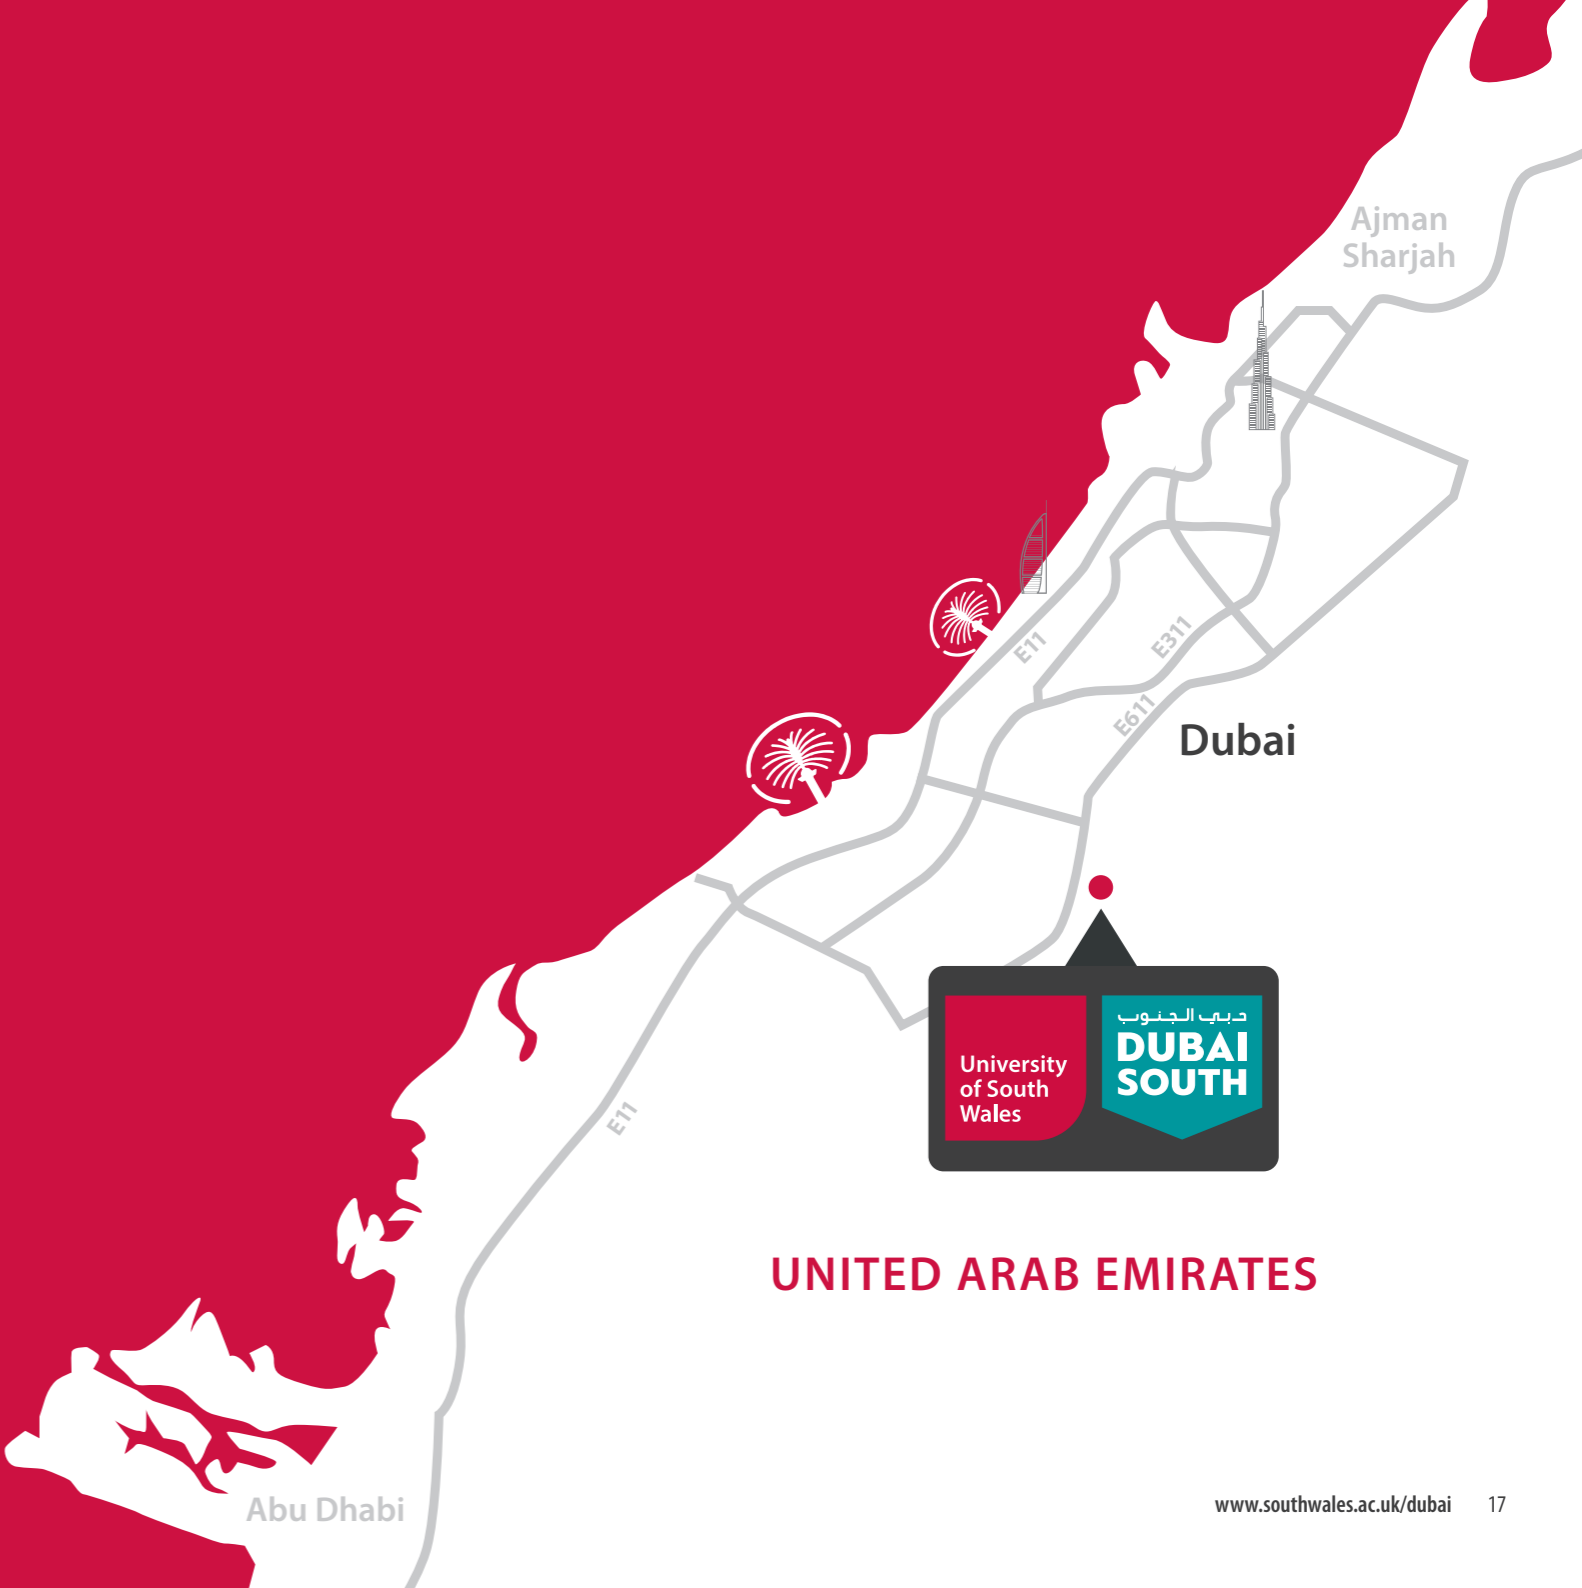 Ajman
Sharjah
E11
E311
E611
Dubai
دبي الجنوب
DUBAI
SOUTH
University
of South
Wales
E11
UNITED ARAB EMIRATES
Abu Dhabi
www.southwales.ac.uk/dubai 17